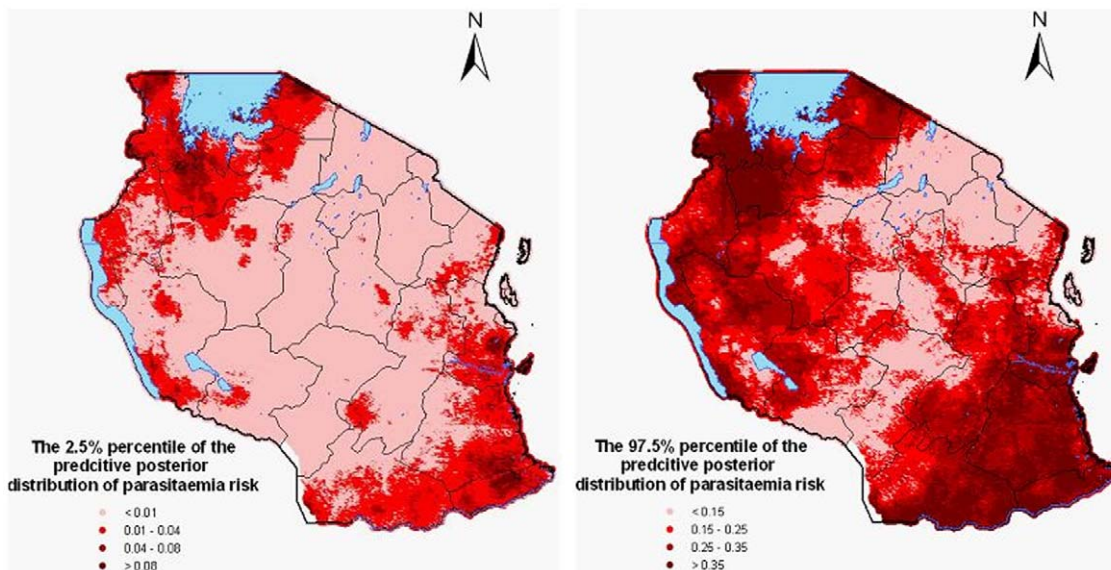 N
The 2.5% percentile of the
predcitive posterior
distribution of parasitaemia risk
< 0.01
0.01 - 0.04
0.04 - 0.08
> 0.08
N
The 97.5% percentile of the
predcitive posterior
distribution of parasitaemia risk
< 0.15
0.15 - 0.25
0.25 - 0.35
> 0.35